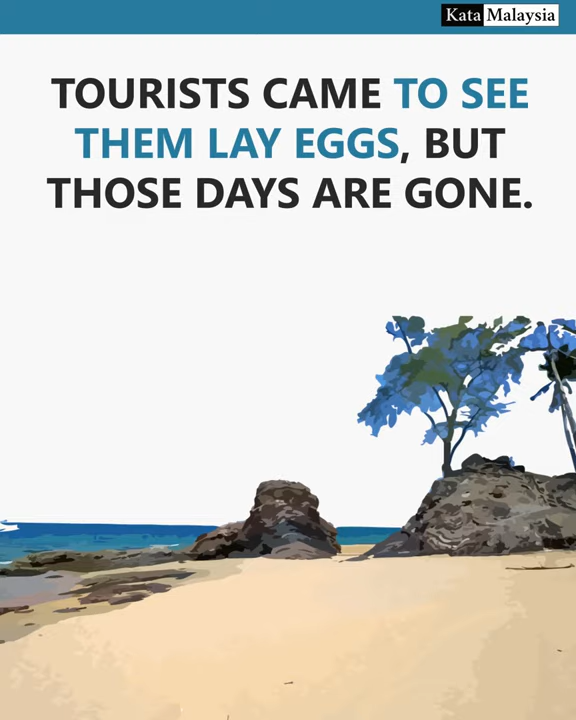 Kata Malaysia
TOURISTS CAME TO SEE
THEM LAY EGGS, BUT
THOSE DAYS ARE GONE.